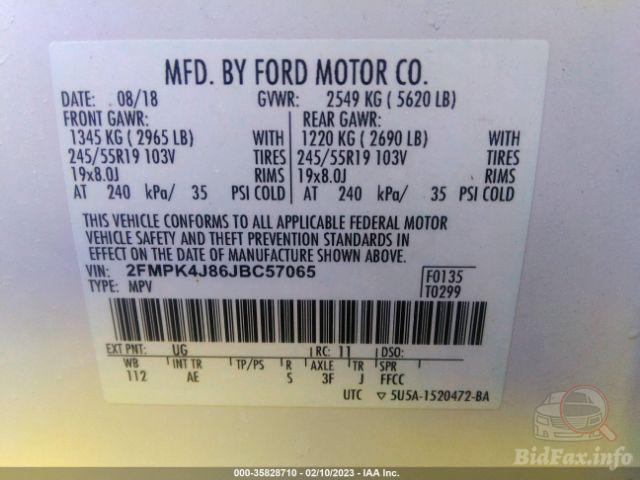 MFD. BY FORD MOTOR CO.
DATE: 08/18 GVWR: 2549 KG ( 5620 LB)
FRONT GAWR: REAR GAWR:
1345 KG ( 2965 LB) WITH 1220 KG ( 2690 LB) WITH
245/55R19 103V TIRES 245/55R19 103V TIRES
19x8.0J RIMS 19x8.0J RIMS
AT 240 kPa/ 35 PSI COLD AT 240 kPa/ 35 PSI COLD
THIS VEHICLE CONFORMS TO ALL APPLICABLE FEDERAL MOTOR
VEHICLE SAFETY AND THEFT PREVENTION STANDARDS IN
EFFECT ON THE DATE OF MANUFACTURE SHOWN ABOVE.
VIN: 2FMPK4J86JBC57065 F0135
TYPE: MPV T0299
EXT PNT: UG RC: 11 DSO:
WB INT TR TP/PS R AXLE TR SPR
112 AE S 3F J FFCC
UTC ▽ 5U5A-1520472-BA
BidFax.info
000-35828710 - 02/10/2023 - IAA Inc.